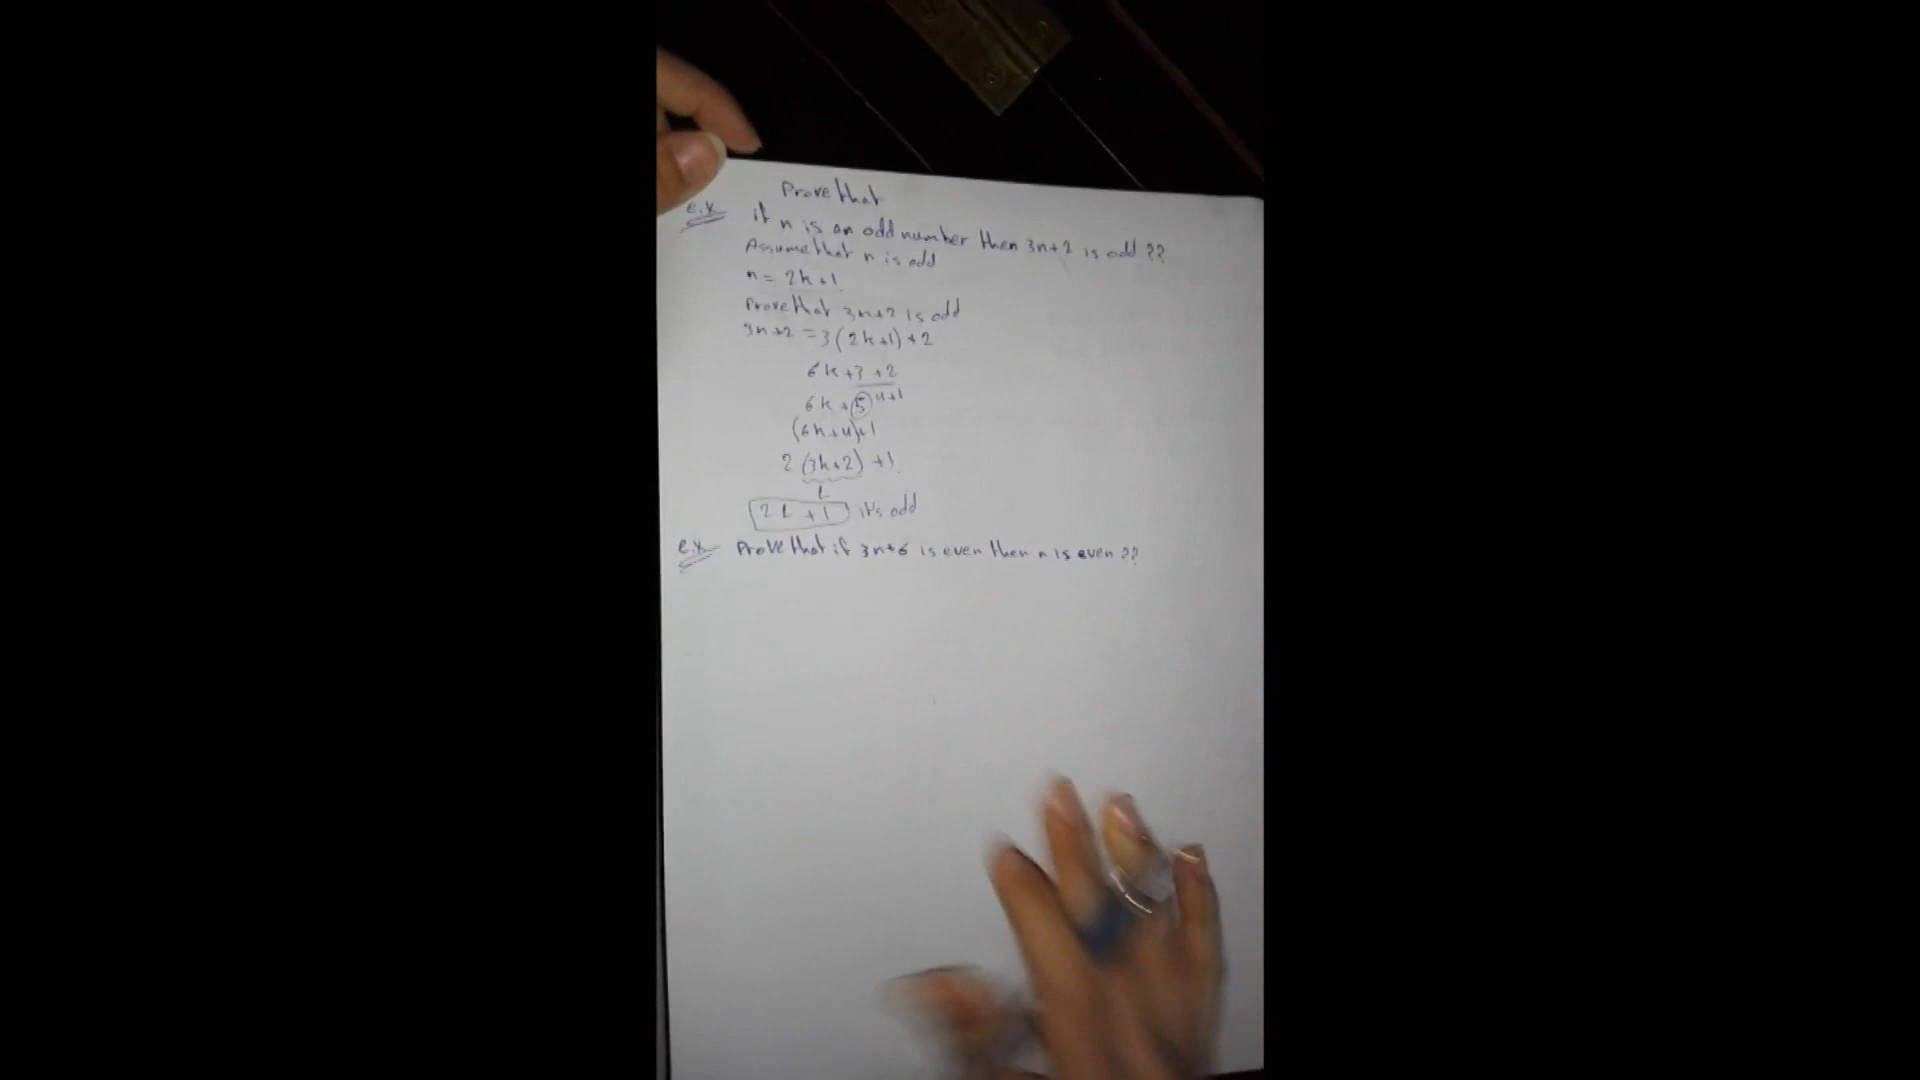 Prove that
e.x if n is an odd number then 3n+2 is odd ??
Assume that n is odd
n = 2k+1
Prove that 3n+2 is odd
3n+2 = 3(2k+1)+2
6k+3+2
6k+5 4+1
(6k+4)+1
2(3k+2)+1
L
2L+1 it's odd
e.x Prove that if 3n+6 is even then n is even ??